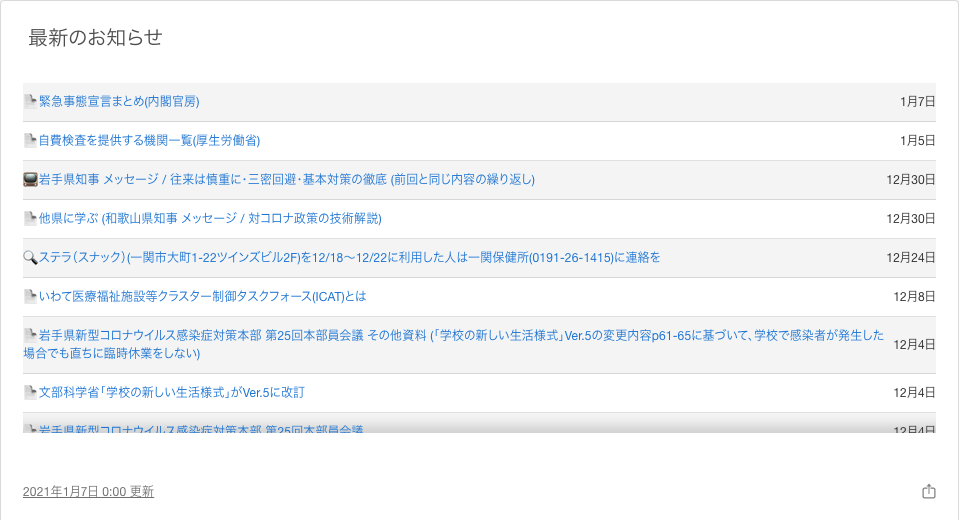 最新のお知らせ
緊急事態宣言まとめ(内閣官房) 1月7日
自費検査を提供する機関一覧(厚生労働省) 1月5日
岩手県知事 メッセージ / 往来は慎重に・三密回避・基本対策の徹底 (前回と同じ内容の繰り返し) 12月30日
他県に学ぶ (和歌山県知事 メッセージ / 対コロナ政策の技術解説) 12月30日
ステラ(スナック)(一関市大町1-22ツインズビル2F)を12/18〜12/22に利用した人は一関保健所(0191-26-1415)に連絡を 12月24日
いわて医療福祉施設等クラスター制御タスクフォース(ICAT)とは 12月8日
岩手県新型コロナウイルス感染症対策本部 第25回本部員会議 その他資料 (「学校の新しい生活様式」Ver.5の変更内容p61-65に基づいて、学校で感染者が発生した
場合でも直ちに臨時休業をしない) 12月4日
文部科学省「学校の新しい生活様式」がVer.5に改訂 12月4日
岩手県新型コロナウイルス感染症対策本部 第25回本部員会議 12月4日
2021年1月7日 0:00 更新